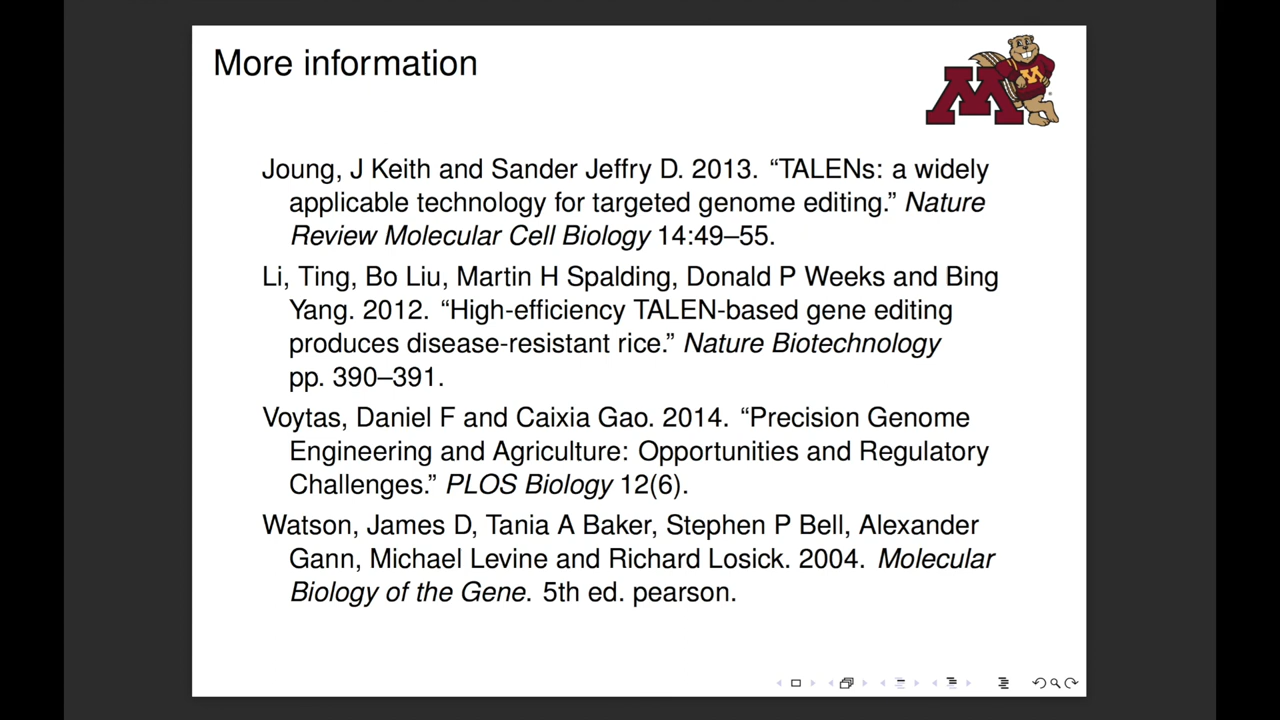 More information
M
M
Joung, J Keith and Sander Jeffry D. 2013. “TALENs: a widely
applicable technology for targeted genome editing.” Nature
Review Molecular Cell Biology 14:49–55.
Li, Ting, Bo Liu, Martin H Spalding, Donald P Weeks and Bing
Yang. 2012. “High-efficiency TALEN-based gene editing
produces disease-resistant rice.” Nature Biotechnology
pp. 390–391.
Voytas, Daniel F and Caixia Gao. 2014. “Precision Genome
Engineering and Agriculture: Opportunities and Regulatory
Challenges.” PLOS Biology 12(6).
Watson, James D, Tania A Baker, Stephen P Bell, Alexander
Gann, Michael Levine and Richard Losick. 2004. Molecular
Biology of the Gene. 5th ed. pearson.